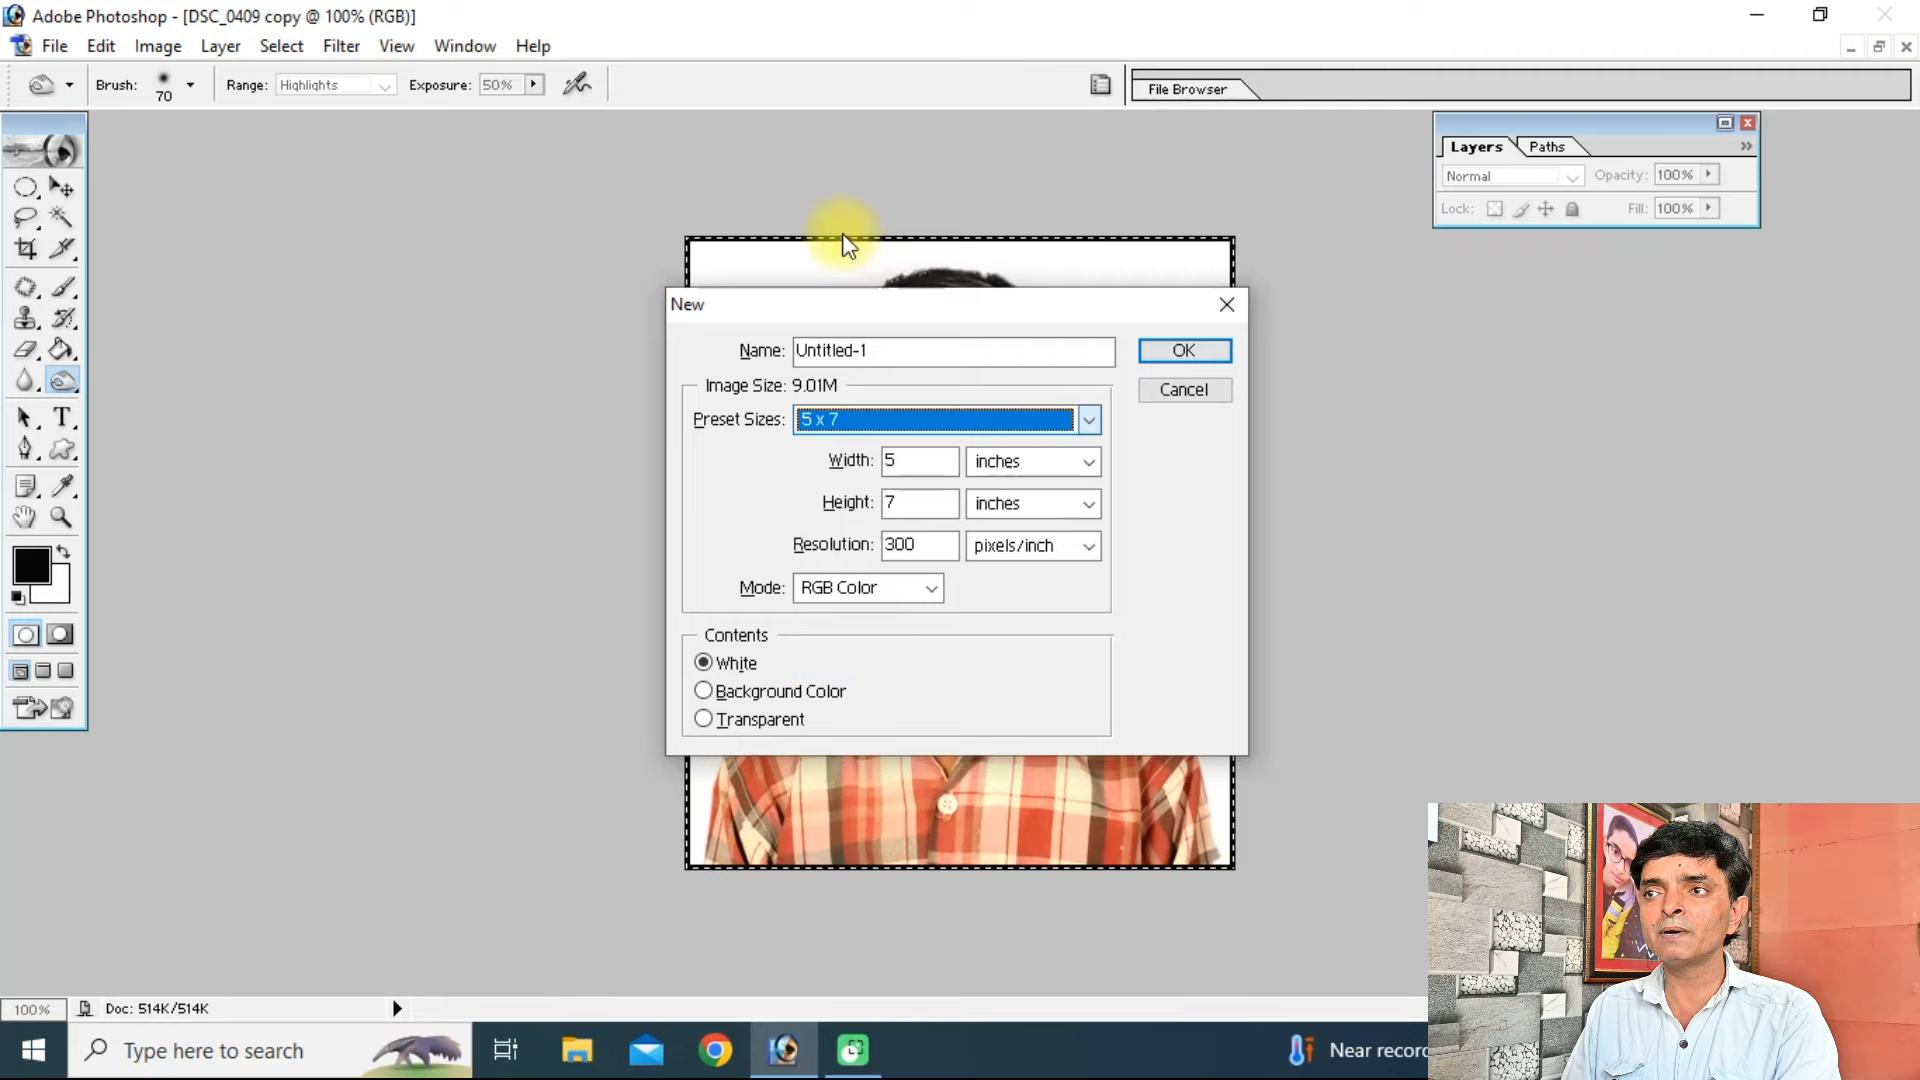 Adobe Photoshop - [DSC_0409 copy @ 100% (RGB)]
File Edit Image Layer Select Filter View Window Help
Brush: 70 Range: Highlights Exposure: 50% File Browser
Layers Paths
Normal Opacity: 100%
Lock: Fill: 100%
New
Name: Untitled-1 OK
Image Size: 9.01M Cancel
Preset Sizes: 5 x 7
Width: 5 inches
Height: 7 inches
Resolution: 300 pixels/inch
Mode: RGB Color
Contents
White
Background Color
Transparent
100% Doc: 514K/514K
Type here to search Near recor